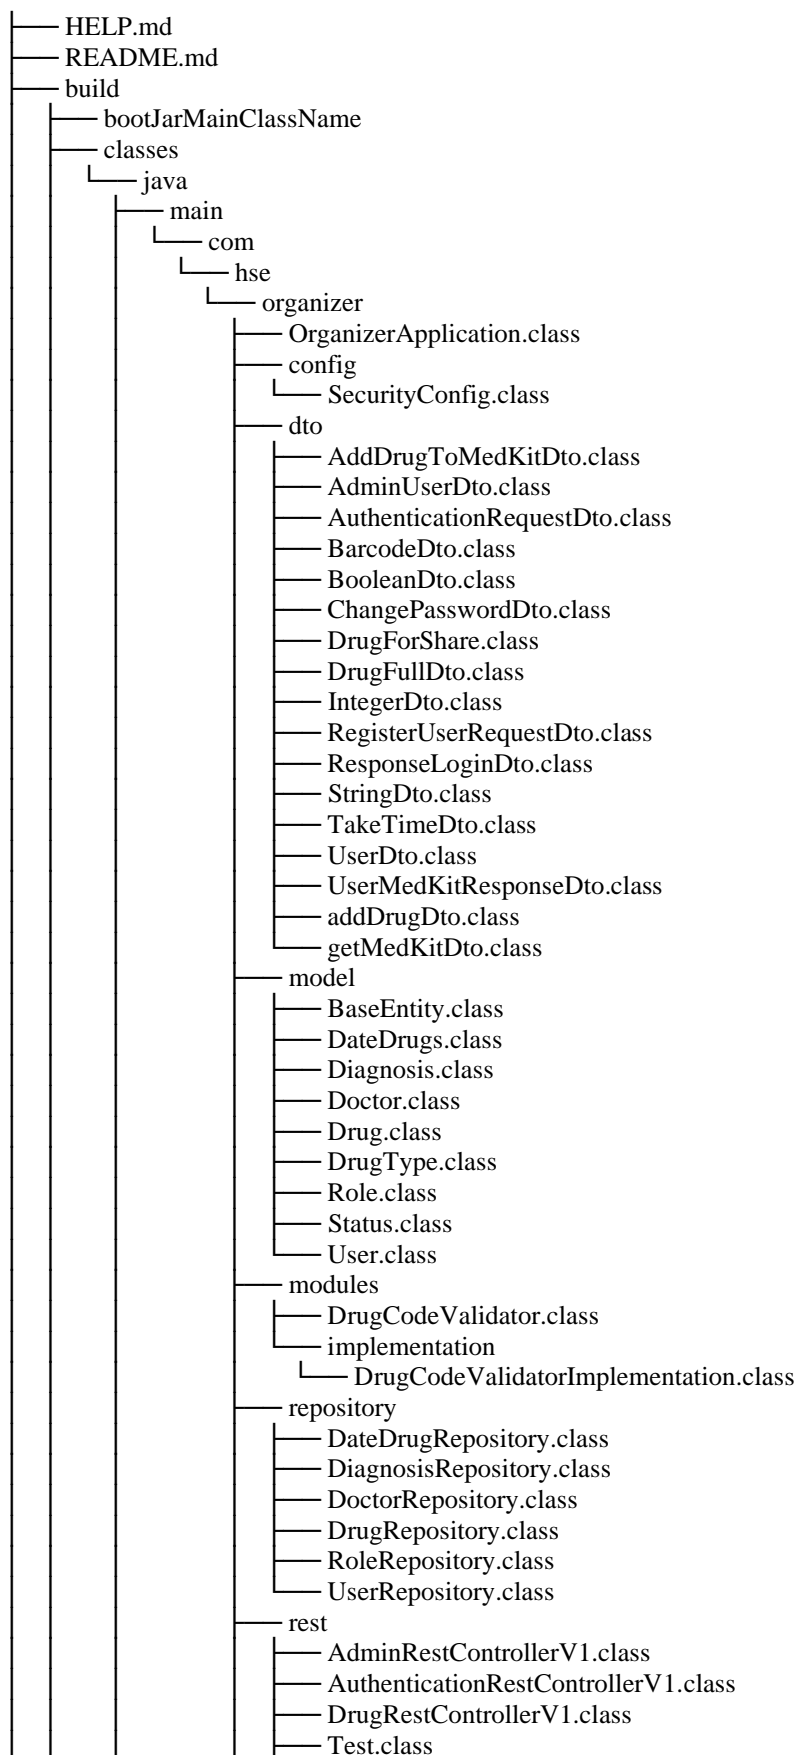 HELP.md
README.md
build
bootJarMainClassName
classes
java
main
com
hse
organizer
OrganizerApplication.class
config
SecurityConfig.class
dto
AddDrugToMedKitDto.class
AdminUserDto.class
AuthenticationRequestDto.class
BarcodeDto.class
BooleanDto.class
ChangePasswordDto.class
DrugForShare.class
DrugFullDto.class
IntegerDto.class
RegisterUserRequestDto.class
ResponseLoginDto.class
StringDto.class
TakeTimeDto.class
UserDto.class
UserMedKitResponseDto.class
addDrugDto.class
getMedKitDto.class
model
BaseEntity.class
DateDrugs.class
Diagnosis.class
Doctor.class
Drug.class
DrugType.class
Role.class
Status.class
User.class
modules
DrugCodeValidator.class
implementation
DrugCodeValidatorImplementation.class
repository
DateDrugRepository.class
DiagnosisRepository.class
DoctorRepository.class
DrugRepository.class
RoleRepository.class
UserRepository.class
rest
AdminRestControllerV1.class
AuthenticationRestControllerV1.class
DrugRestControllerV1.class
Test.class